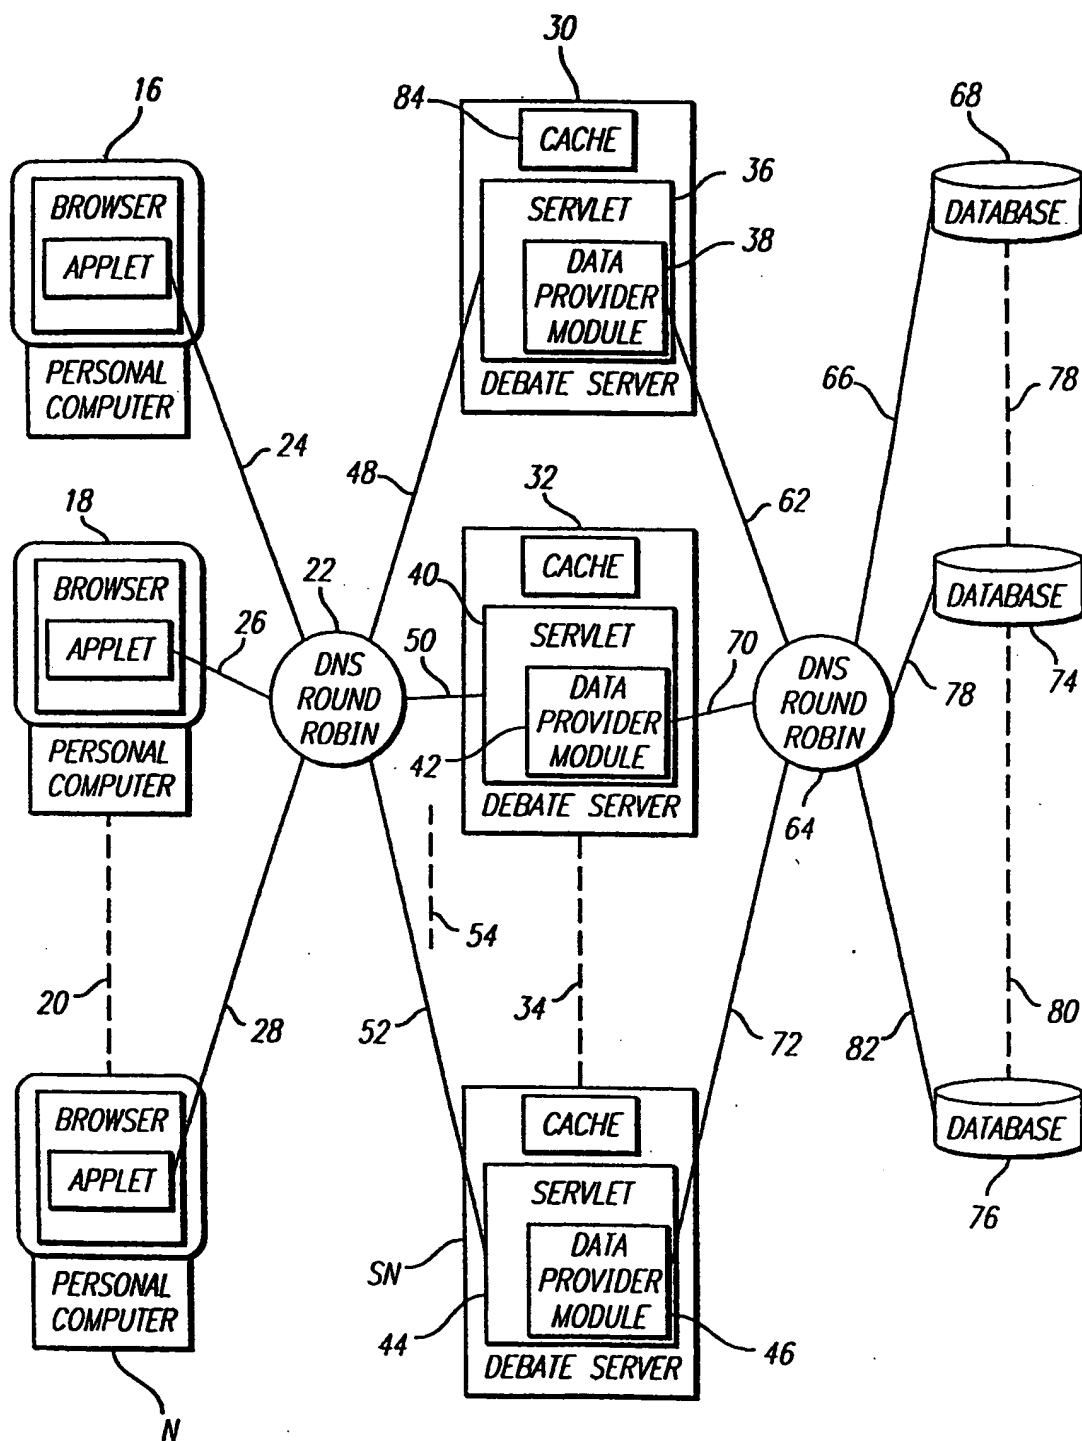 30
16
84
68
CACHE
36
BROWSER
SERVLET
DATABASE
38
APPLET
DATA
PROVIDER
MODULE
PERSONAL
COMPUTER
DEBATE SERVER
66
78
24
48
32
62
18
CACHE
BROWSER
22
40
DATABASE
26
SERVLET
APPLET
50
70
DNS
ROUND
ROBIN
DATA
PROVIDER
MODULE
DNS
ROUND
ROBIN
78
74
42
PERSONAL
COMPUTER
DEBATE SERVER
64
54
20
34
80
28
52
72
82
BROWSER
CACHE
DATABASE
APPLET
SERVLET
76
DATA
PROVIDER
MODULE
SN
PERSONAL
COMPUTER
44
46
DEBATE SERVER
N